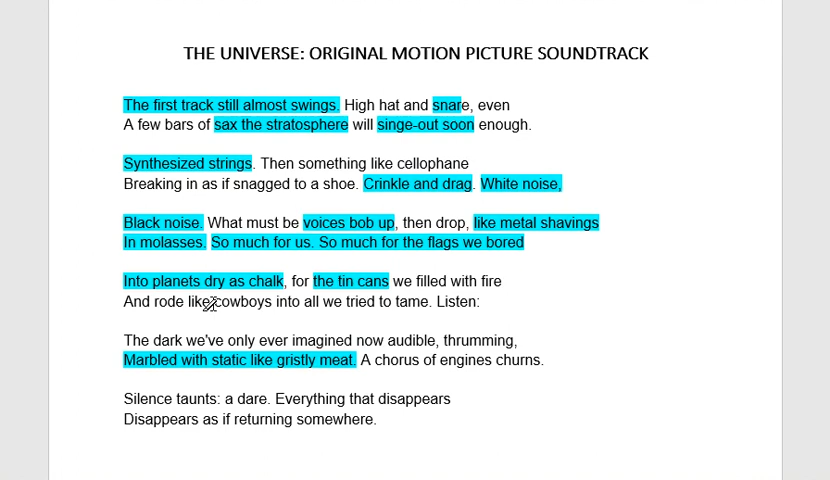 THE UNIVERSE: ORIGINAL MOTION PICTURE SOUNDTRACK
The first track still almost swings. High hat and snare, even
A few bars of sax the stratosphere will singe-out soon enough.
Synthesized strings. Then something like cellophane
Breaking in as if snagged to a shoe. Crinkle and drag. White noise,
Black noise. What must be voices bob up, then drop, like metal shavings
In molasses. So much for us. So much for the flags we bored
Into planets dry as chalk, for the tin cans we filled with fire
And rode like cowboys into all we tried to tame. Listen:
The dark we've only ever imagined now audible, thrumming,
Marbled with static like gristly meat. A chorus of engines churns.
Silence taunts: a dare. Everything that disappears
Disappears as if returning somewhere.